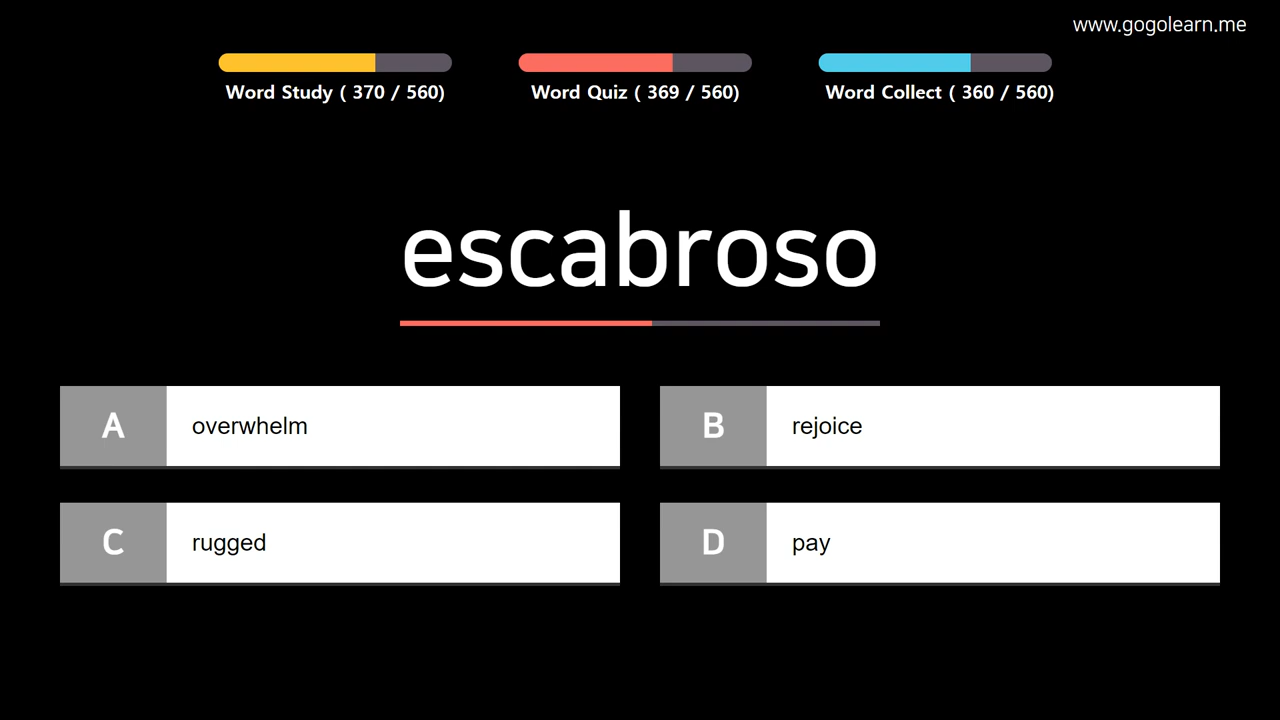 www.gogolearn.me
Word Study ( 370 / 560)
Word Quiz ( 369 / 560)
Word Collect ( 360 / 560)
escabroso
A overwhelm
B rejoice
C rugged
D pay